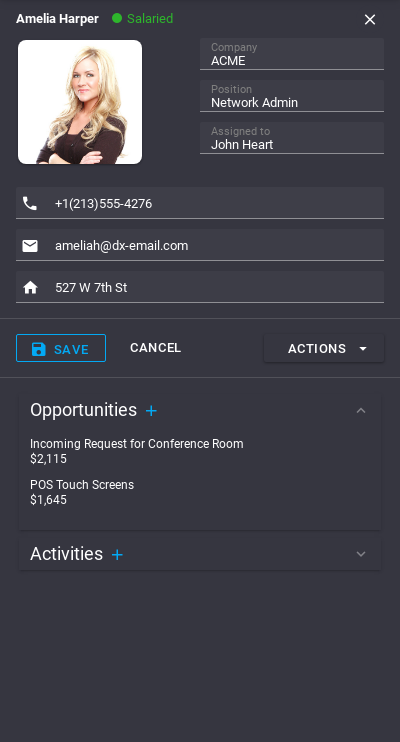 Amelia Harper Salaried
Company
ACME
Position
Network Admin
Assigned to
John Heart
+1(213)555-4276
ameliah@dx-email.com
527 W 7th St
SAVE CANCEL ACTIONS
Opportunities +
Incoming Request for Conference Room
$2,115
POS Touch Screens
$1,645
Activities +